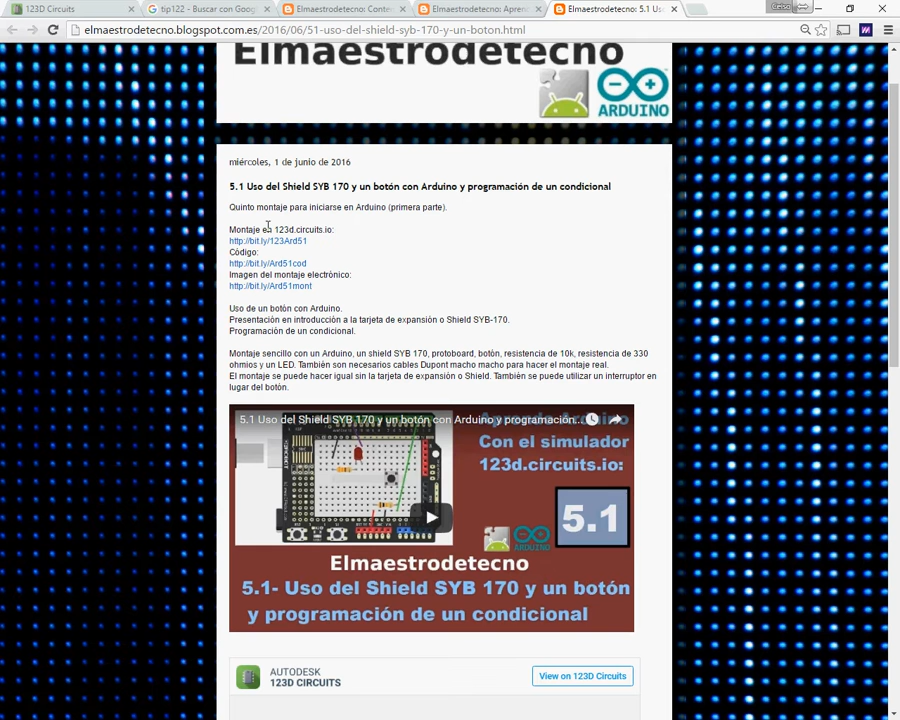 123D Circuits
tip122 - Buscar con Googl
Elmaestrodetecno: Conte
Elmaestrodetecno: Apren
Elmaestrodetecno: 5.1 Us
Celso
elmaestrodetecno.blogspot.com.es/2016/06/51-uso-del-shield-syb-170-y-un-boton.html
Elmaestrodetecno
ARDUINO
miércoles, 1 de junio de 2016
5.1 Uso del Shield SYB 170 y un botón con Arduino y programación de un condicional
Quinto montaje para iniciarse en Arduino (primera parte).
Montaje en 123d.circuits.io:
http://bit.ly/123Ard51
Código:
http://bit.ly/Ard51cod
Imagen del montaje electrónico:
http://bit.ly/Ard51mont
Uso de un botón con Arduino.
Presentación en introducción a la tarjeta de expansión o Shield SYB-170.
Programación de un condicional.
Montaje sencillo con un Arduino, un shield SYB 170, protoboard, botón, resistencia de 10k, resistencia de 330
ohmios y un LED. También son necesarios cables Dupont macho macho para hacer el montaje real.
El montaje se puede hacer igual sin la tarjeta de expansión o Shield. También se puede utilizar un interruptor en
lugar del botón.
5.1 Uso del Shield SYB 170 y un botón con Arduino y programación...
Aprende Arduino
Con el simulador
123d.circuits.io:
5.1
ARDUINO
Elmaestrodetecno
5.1- Uso del Shield SYB 170 y un botón
y programación de un condicional
AUTODESK
123D CIRCUITS
View on 123D Circuits